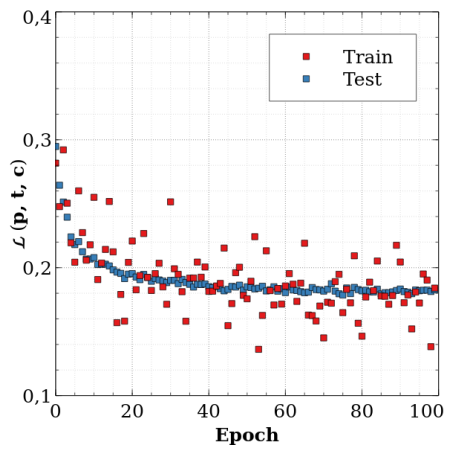 0,4
0,3
0,2
0,1
ℒ (p, t, c)
Train
Test
0 20 40 60 80 100
Epoch